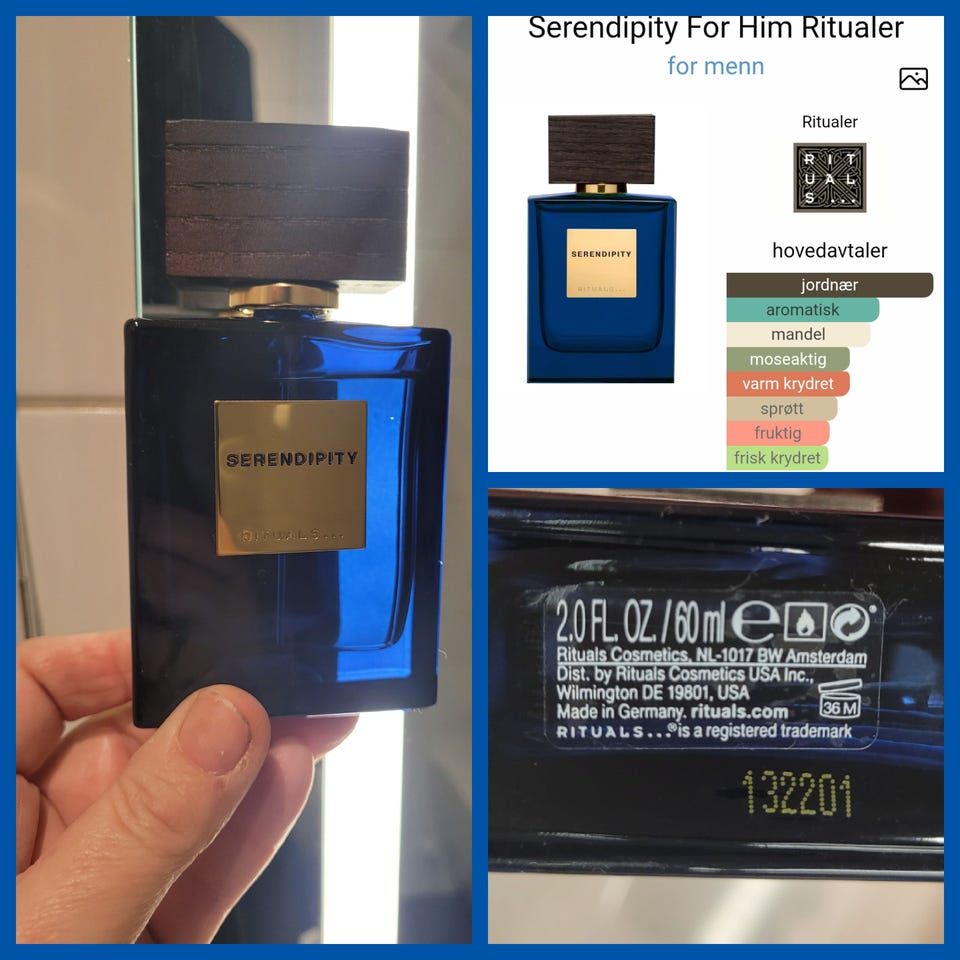 SERENDIPITY
RITUALS...
Serendipity For Him Ritualer
for menn
Ritualer
RIT
UAL
S...
SERENDIPITY
RITUALS...
hovedavtaler
jordnær
aromatisk
mandel
moseaktig
varm krydret
sprøtt
fruktig
frisk krydret
2.0 FL. OZ. / 60 ml e
Rituals Cosmetics, NL-1017 BW Amsterdam
Dist. by Rituals Cosmetics USA Inc.,
Wilmington DE 19801, USA
36 M
Made in Germany. rituals.com
RITUALS...® is a registered trademark
132201